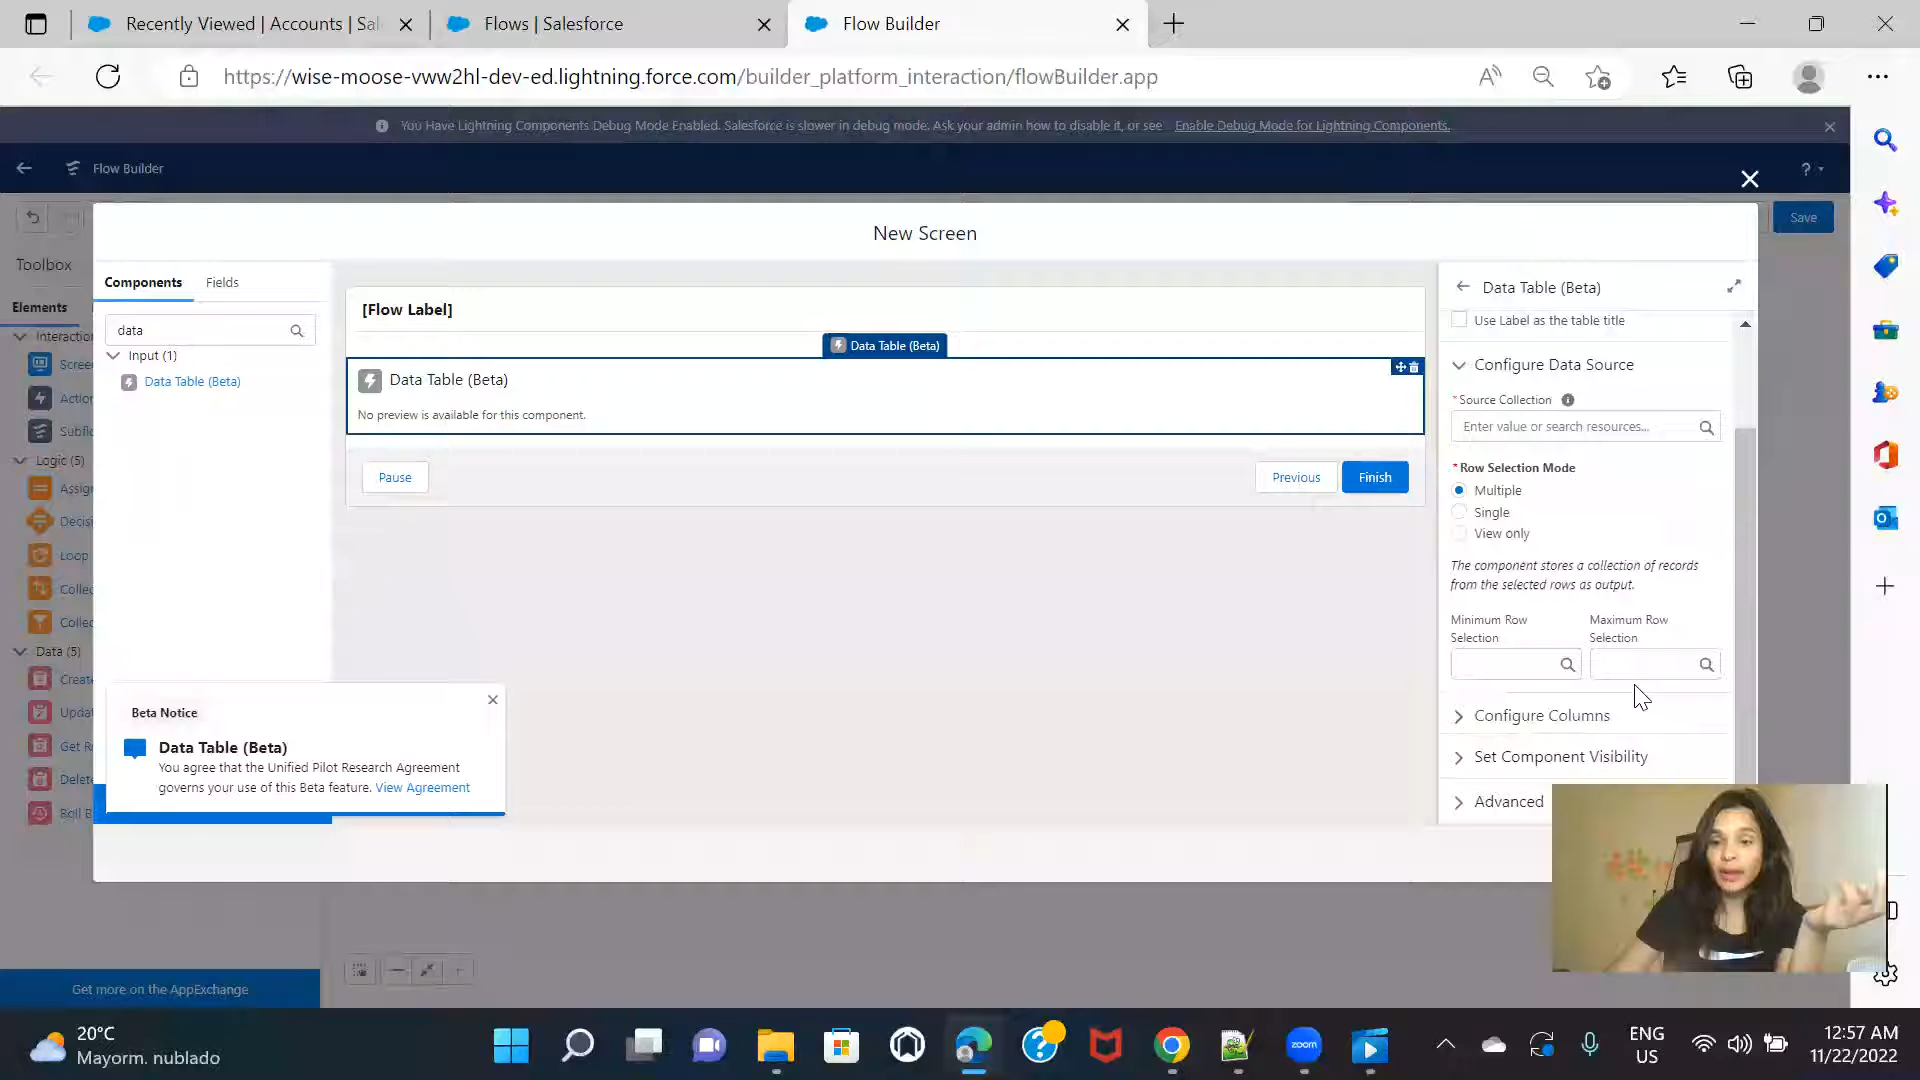 Recently Viewed | Accounts | Sal
Flows | Salesforce
Flow Builder
https://wise-moose-vww2hl-dev-ed.lightning.force.com/builder_platform_interaction/flowBuilder.app
You Have Lightning Components Debug Mode Enabled. Salesforce is slower in debug mode. Ask your admin how to disable it, or see Enable Debug Mode for Lightning Components.
Flow Builder
?
Save
New Screen
Toolbox
Elements
Interaction
Scree
Actio
Subfl
Logic (5)
Assig
Decisi
Loop
Collec
Collec
Data (5)
Create
Upda
Get R
Delete
Roll B
Get more on the AppExchange
Components
Fields
data
Input (1)
Data Table (Beta)
[Flow Label]
Data Table (Beta)
Data Table (Beta)
No preview is available for this component.
Pause
Previous
Finish
Beta Notice
Data Table (Beta)
You agree that the Unified Pilot Research Agreement
governs your use of this Beta feature. View Agreement
Data Table (Beta)
Use Label as the table title
Configure Data Source
*Source Collection
Enter value or search resources...
*Row Selection Mode
Multiple
Single
View only
The component stores a collection of records
from the selected rows as output.
Minimum Row
Selection
Maximum Row
Selection
Configure Columns
Set Component Visibility
Advanced
20°C
Mayorm. nublado
zoom
ENG
US
12:57 AM
11/22/2022